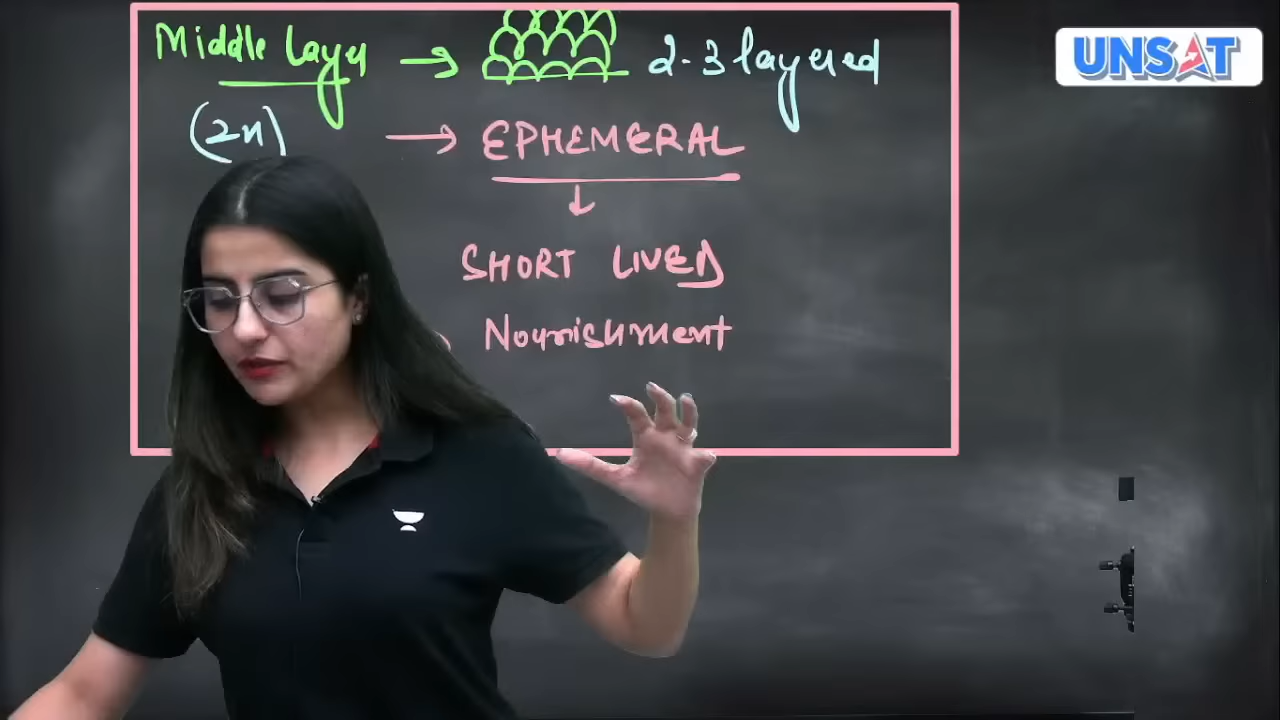 Middle Layer → 2-3 layered
UNSAT
(2n) → EPHEMERAL
↓
SHORT LIVED
Nourishment